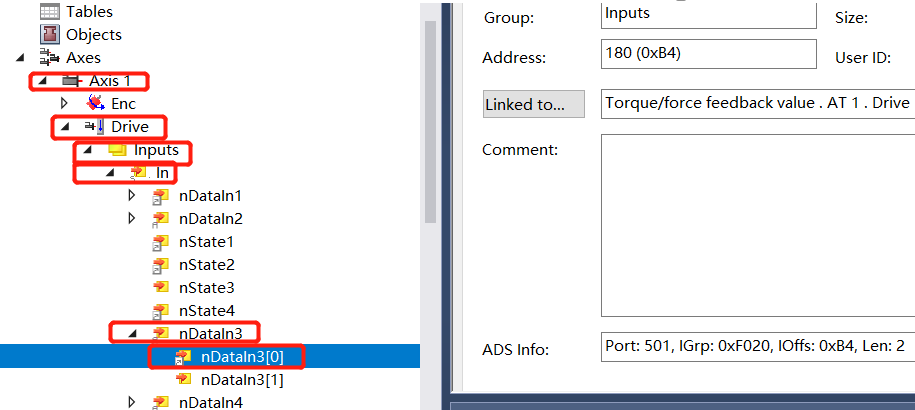 Tables
Objects
Axes
Axis 1
Enc
Drive
Inputs
In
nDataIn1
nDataIn2
nState1
nState2
nState3
nState4
nDataIn3
nDataIn3[0]
nDataIn3[1]
nDataIn4
Group: Inputs Size:
Address: 180 (0xB4) User ID:
Linked to... Torque/force feedback value . AT 1 . Drive
Comment:
ADS Info: Port: 501, IGrp: 0xF020, IOffs: 0xB4, Len: 2